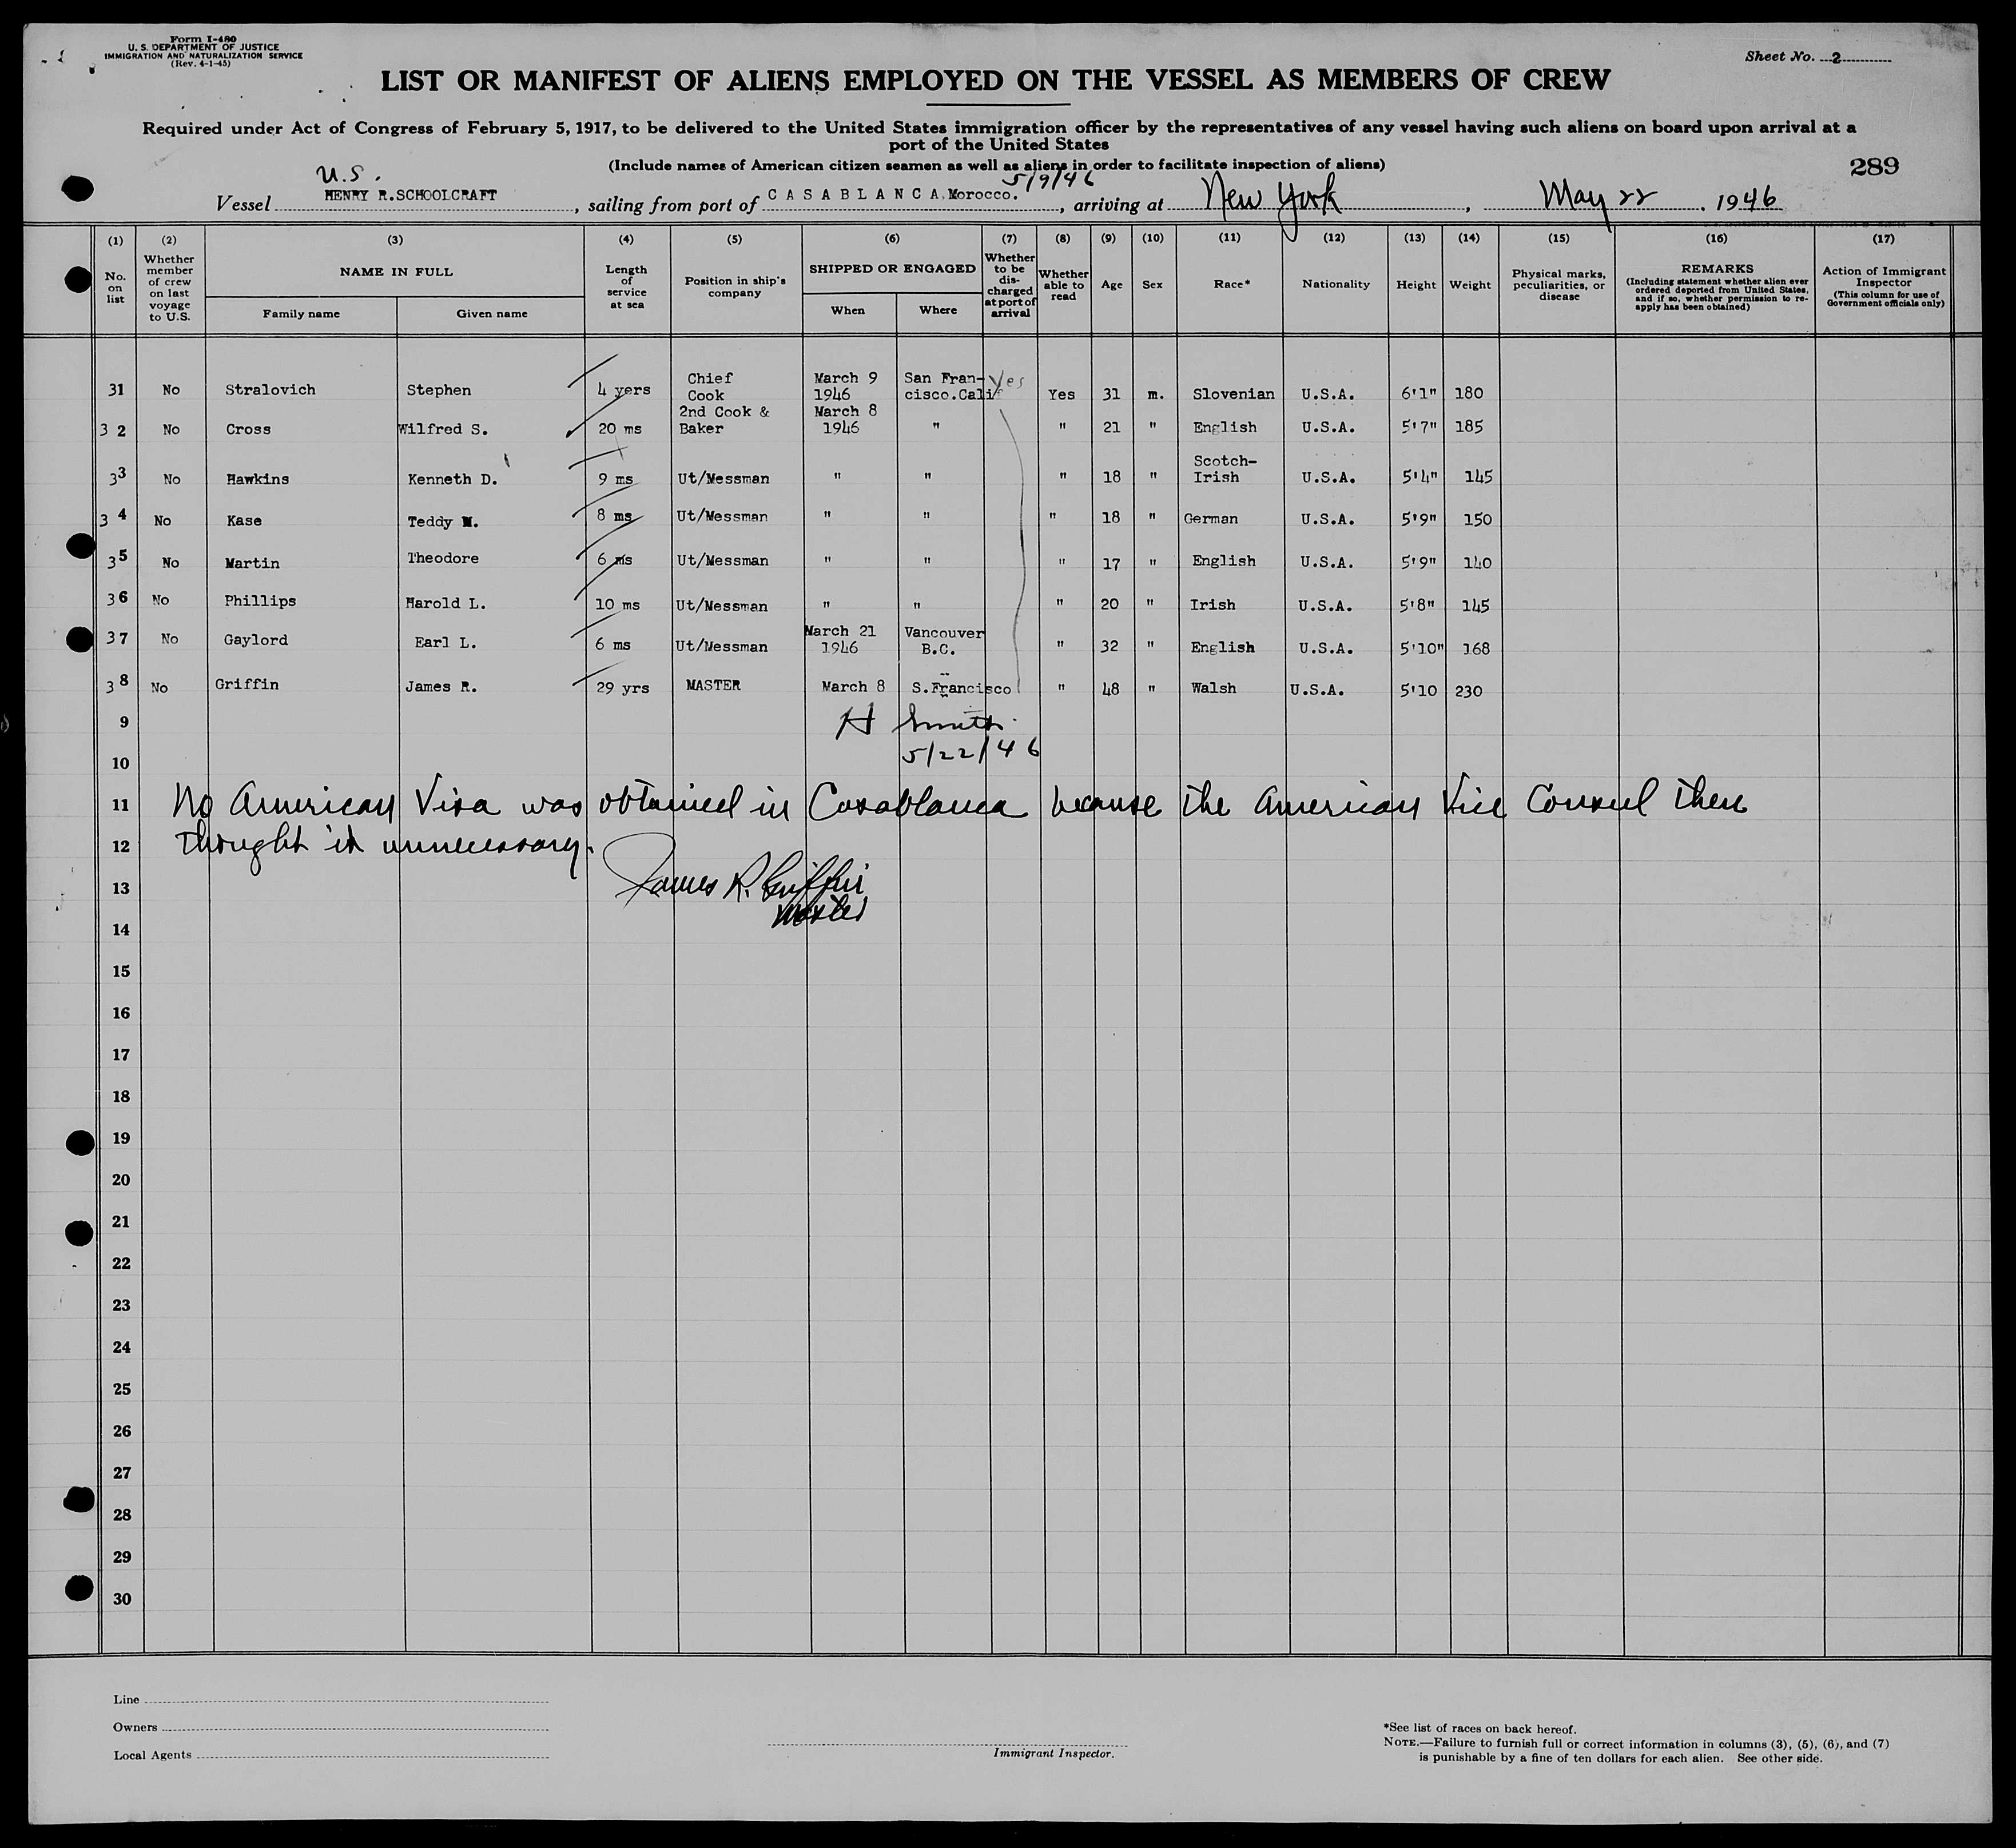 Form I-480
U. S. DEPARTMENT OF JUSTICE
IMMIGRATION AND NATURALIZATION SERVICE
(Rev. 4-1-45)
Sheet No. 2
LIST OR MANIFEST OF ALIENS EMPLOYED ON THE VESSEL AS MEMBERS OF CREW
Required under Act of Congress of February 5, 1917, to be delivered to the United States immigration officer by the representatives of any vessel having such aliens on board upon arrival at a
port of the United States
(Include names of American citizen seamen as well as aliens in order to facilitate inspection of aliens)
289
U.S. 5/9/46
Vessel HENRY R.SCHOOLCRAFT, sailing from port of CASABLANCA,Morocco., arriving at New York, May 22, 1946
(1) (2) (3) (4) (5) (6) (7) (8) (9) (10) (11) (12) (13) (14) (15) (16) (17)
No. on list
Whether member of crew on last voyage to U.S.
NAME IN FULL
Family name Given name
Length of service at sea
Position in ship's company
SHIPPED OR ENGAGED
When Where
Whether to be dis-charged at port of arrival
Whether able to read
Age
Sex
Race*
Nationality
Height
Weight
Physical marks, peculiarities, or disease
REMARKS
(Including statement whether alien ever ordered deported from United States, and if so, whether permission to re-apply has been obtained)
Action of Immigrant Inspector
(This column for use of Government officials only)
31 No Stralovich Stephen 4 yers Chief Cook March 9 1946 San Fran-cisco.Calif Yes Yes 31 m. Slovenian U.S.A. 6'1" 180
32 No Cross Wilfred S. 20 ms 2nd Cook & Baker March 8 1946 " " 21 " English U.S.A. 5'7" 185
33 No Hawkins Kenneth D. 9 ms Ut/Messman " " " 18 " Scotch-Irish U.S.A. 5'4" 145
34 No Kase Teddy W. 8 ms Ut/Messman " " " 18 " German U.S.A. 5'9" 150
35 No Martin Theodore 6 ms Ut/Messman " " " 17 " English U.S.A. 5'9" 140
36 No Phillips Harold L. 10 ms Ut/Messman " " " 20 " Irish U.S.A. 5'8" 145
37 No Gaylord Earl L. 6 ms Ut/Messman March 21 1946 Vancouver B.C. " 32 " English U.S.A. 5'10" 168
38 No Griffin James R. 29 yrs MASTER March 8 S.Francisco " 48 " Walsh U.S.A. 5'10 230
9 H Smith
10 5/22/46
11 No American Visa was obtained in Casablanca because the American Vice Consul there
12 thought it unnecessary.
13 James R. Griffin
Master
14
15
16
17
18
19
20
21
22
23
24
25
26
27
28
29
30
Line
Owners
Local Agents
Immigrant Inspector.
*See list of races on back hereof.
NOTE.—Failure to furnish full or correct information in columns (3), (5), (6), and (7)
is punishable by a fine of ten dollars for each alien. See other side.